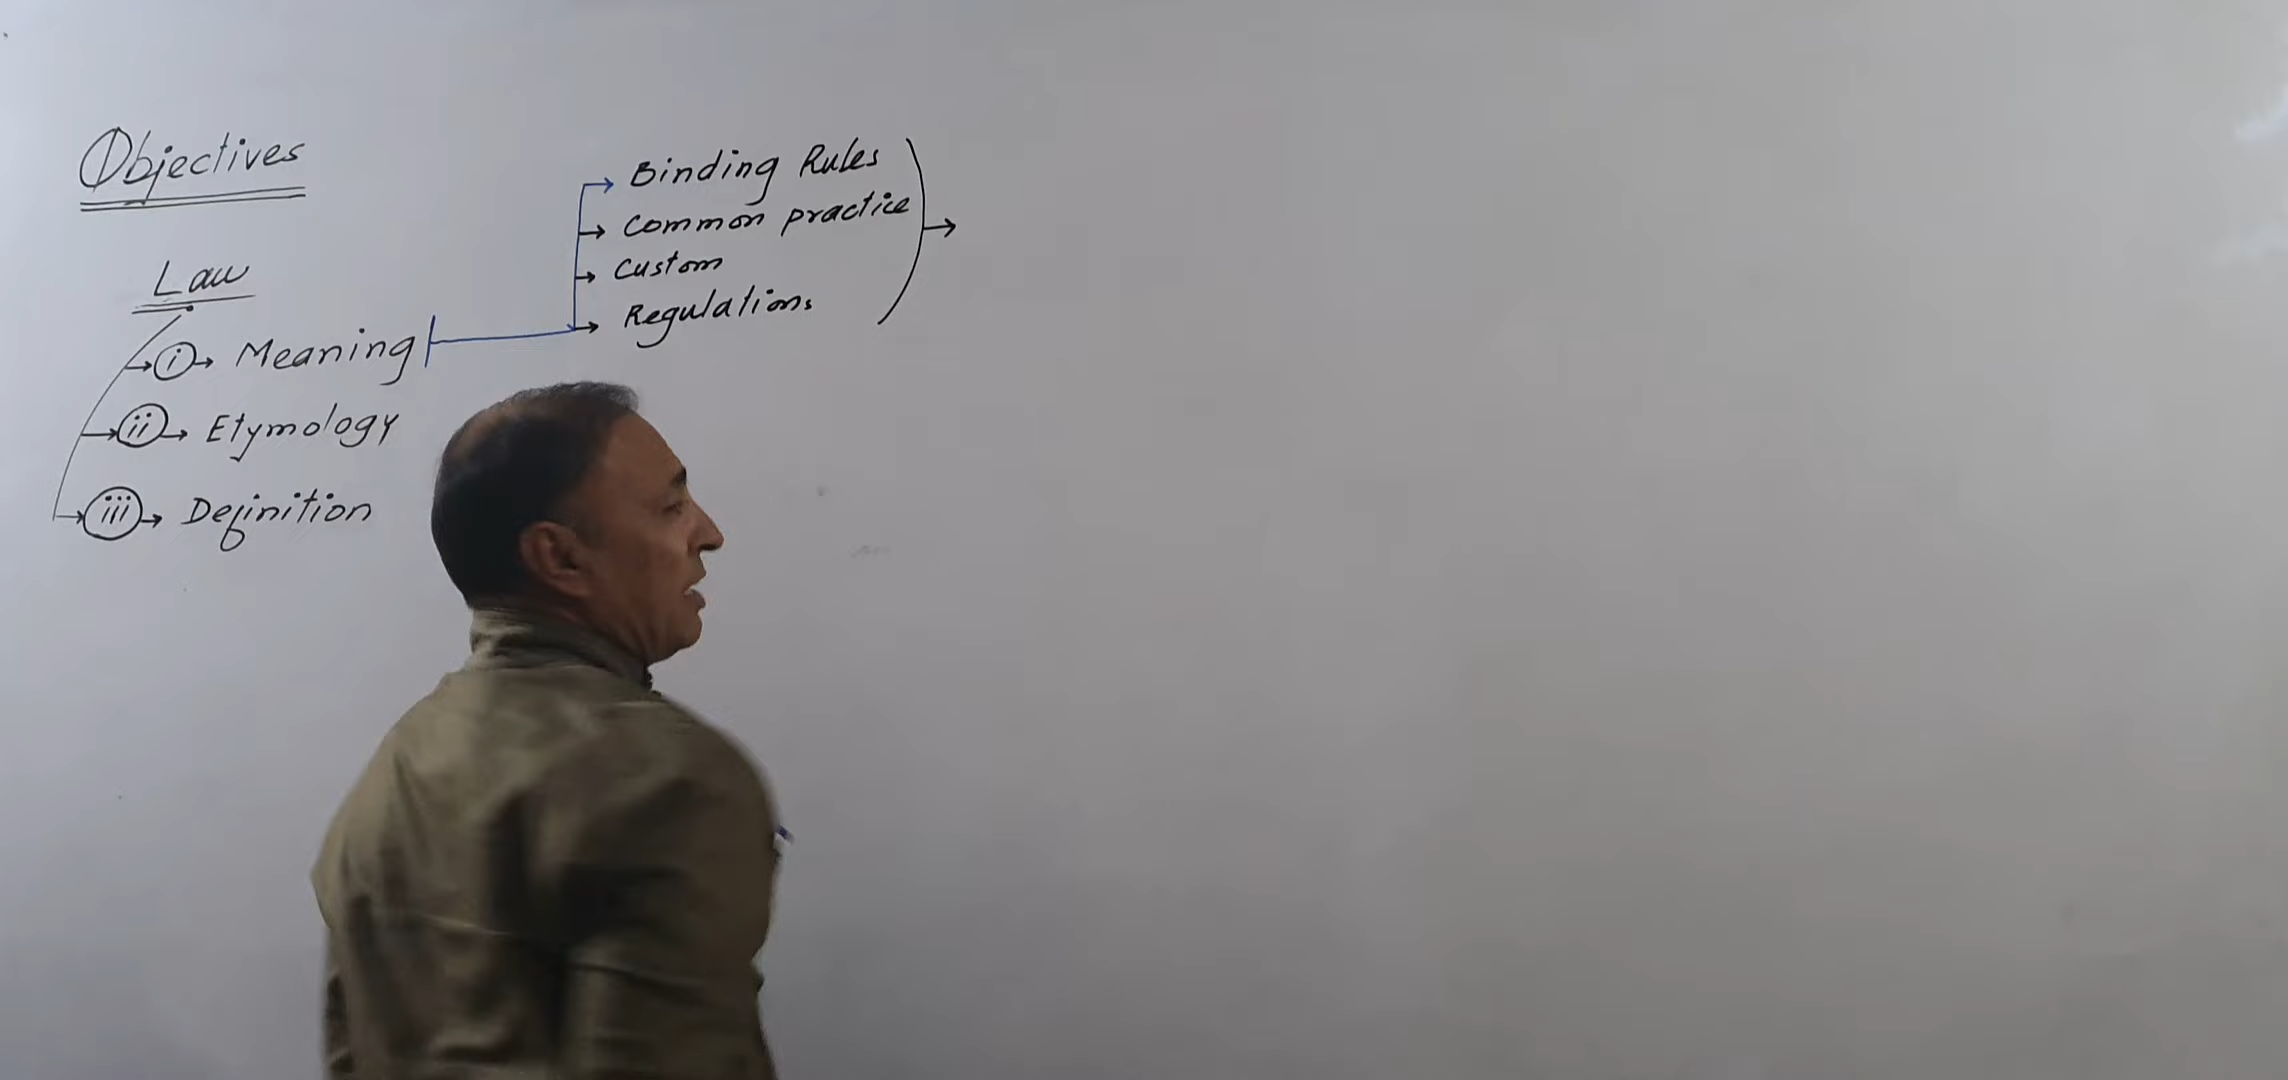 Objectives
Law
i → Meaning
ii → Etymology
iii → Definition
→ Binding Rules
→ Common practice
→ Custom
→ Regulations